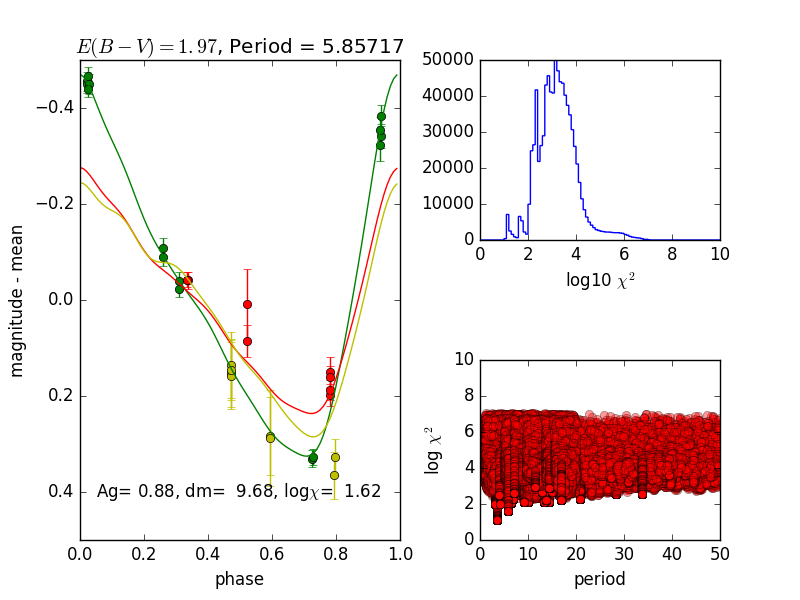 E(B − V) = 1.97, Period = 5.85717
−0.4
−0.2
0.0
0.2
0.4
magnitude - mean
Ag= 0.88, dm= 9.68, logχ= 1.62
0.0 0.2 0.4 0.6 0.8 1.0
phase
50000
40000
30000
20000
10000
0
0 2 4 6 8 10
log10 χ²
10
8
6
4
2
0
log χ²
0 10 20 30 40 50
period